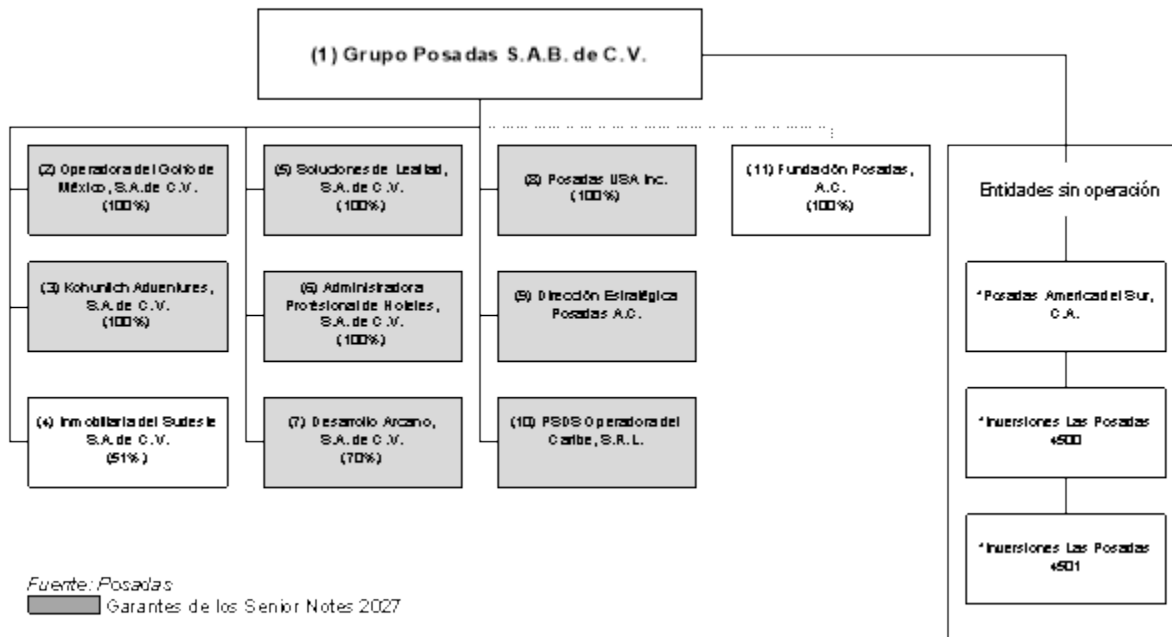 (1) Grupo Posadas S.A.B. de C.V.
(2) Operadora del Golfo de
México, S.A. de C.V.
(100%)
(5) Soluciones de Lealtad,
S.A. de C.V.
(100%)
(8) Posadas USA Inc.
(100%)
(11) Fundación Posadas,
A.C.
(100%)
Entidades sin operación
(3) Kohunlich Adventures,
S.A. de C.V.
(100%)
(6) Administradora
Profesional de Hoteles,
S.A. de C.V.
(100%)
(9) Dirección Estratégica
Posadas A.C.
*Posadas America del Sur,
C.A.
(4) Inmobiliaria del Sudeste
S.A. de C.V.
(51%)
(7) Desarrollo Arcano,
S.A. de C.V.
(70%)
(10) PSDS Operadora del
Caribe, S.R.L.
*Inversiones Las Posadas
4500
*Inversiones Las Posadas
4501
Fuente: Posadas
Garantes de los Senior Notes 2027